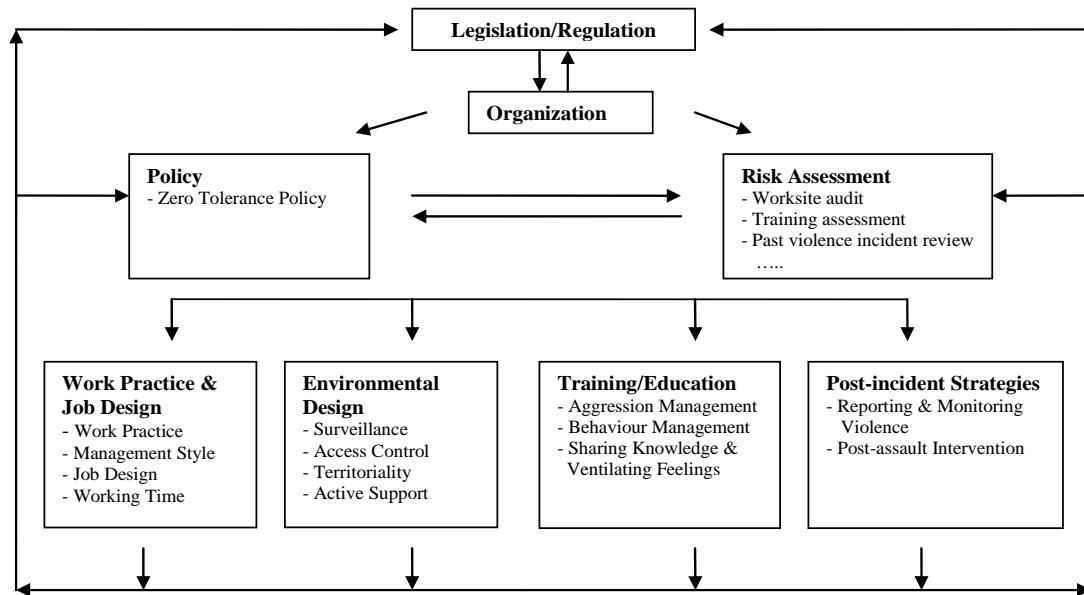 Legislation/Regulation
Organization
Policy
- Zero Tolerance Policy
Risk Assessment
- Worksite audit
- Training assessment
- Past violence incident review
…..
Work Practice &
Job Design
- Work Practice
- Management Style
- Job Design
- Working Time
Environmental
Design
- Surveillance
- Access Control
- Territoriality
- Active Support
Training/Education
- Aggression Management
- Behaviour Management
- Sharing Knowledge &
Ventilating Feelings
Post-incident Strategies
- Reporting & Monitoring
Violence
- Post-assault Intervention